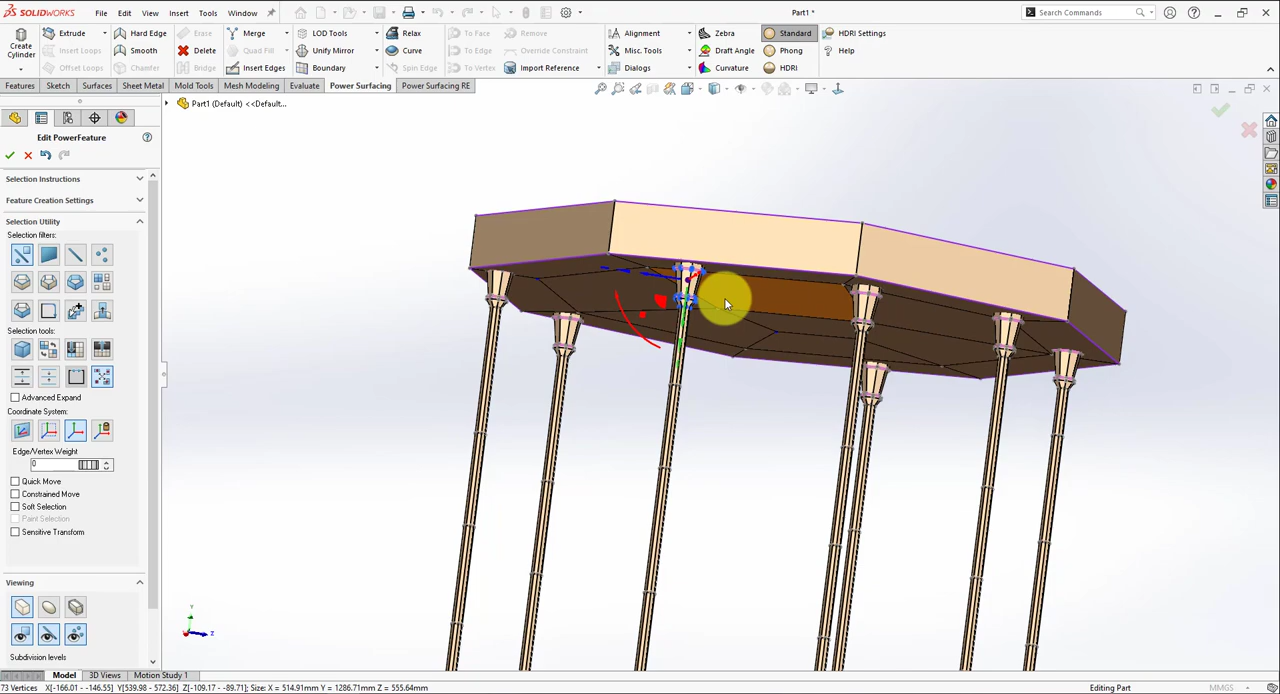 SOLIDWORKS File Edit View Insert Tools Window Part1 * Search Commands
Create Cylinder Extrude Hard Edge Erase Merge LOD Tools Relax To Face Remove Alignment Zebra Standard HDRI Settings
Insert Loops Smooth Delete Quad Fill Unify Mirror Curve To Edge Override Constraint Misc. Tools Draft Angle Phong Help
Offset Loops Chamfer Bridge Insert Edges Boundary Spin Edge To Vertex Import Reference Dialogs Curvature HDRI
Features Sketch Surfaces Sheet Metal Mold Tools Mesh Modeling Evaluate Power Surfacing Power Surfacing RE
Part1 (Default) <<Default...
Edit PowerFeature
Selection Instructions
Feature Creation Settings
Selection Utility
Selection filters:
Selection tools:
Advanced Expand
Coordinate System:
Edge/Vertex Weight
0
Quick Move
Constrained Move
Soft Selection
Paint Selection
Sensitive Transform
Viewing
Subdivision levels
Y
Z
Model 3D Views Motion Study 1
73 Vertices X[-166.01 - -146.55] Y[539.98 - 572.36] Z[-109.17 - -89.71]; Size: X = 514.91mm Y = 1286.71mm Z = 555.64mm Editing Part MMGS